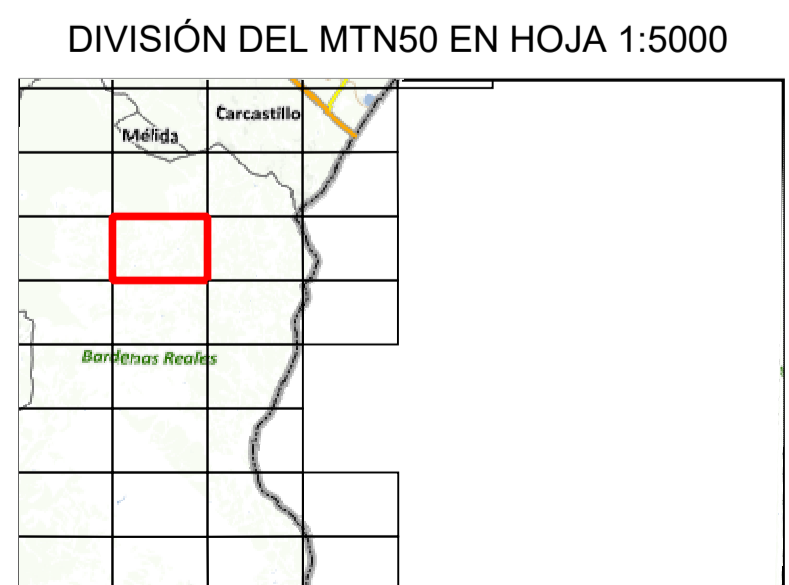 DIVISIÓN DEL MTN50 EN HOJA 1:5000
Carcastillo
Mélida
Bardenas Reales